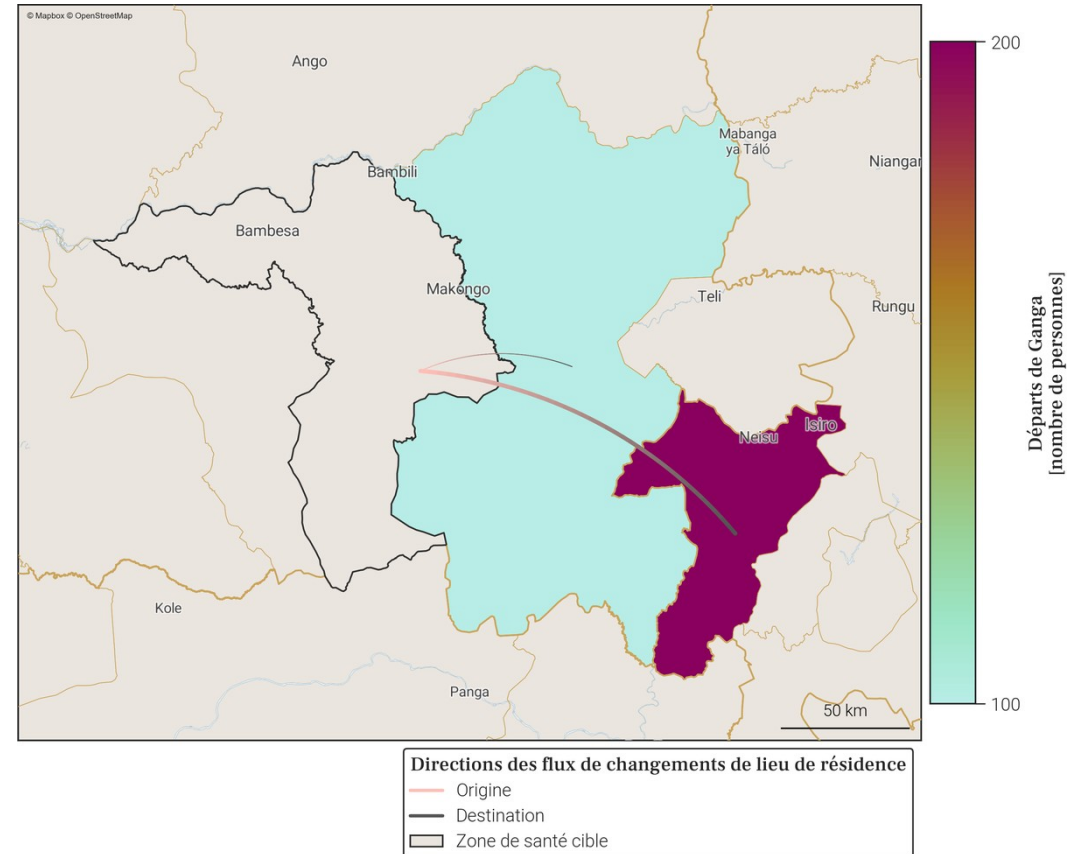 © Mapbox © OpenStreetMap
Ango
Mabanga
ya Táló
Niangar
Bambili
Bambesa
Makongo
Teli
Rungu
Isiro
Neisu
Kole
Panga
50 km
200
100
Départs de Ganga
[nombre de personnes]
Directions des flux de changements de lieu de résidence
Origine
Destination
Zone de santé cible